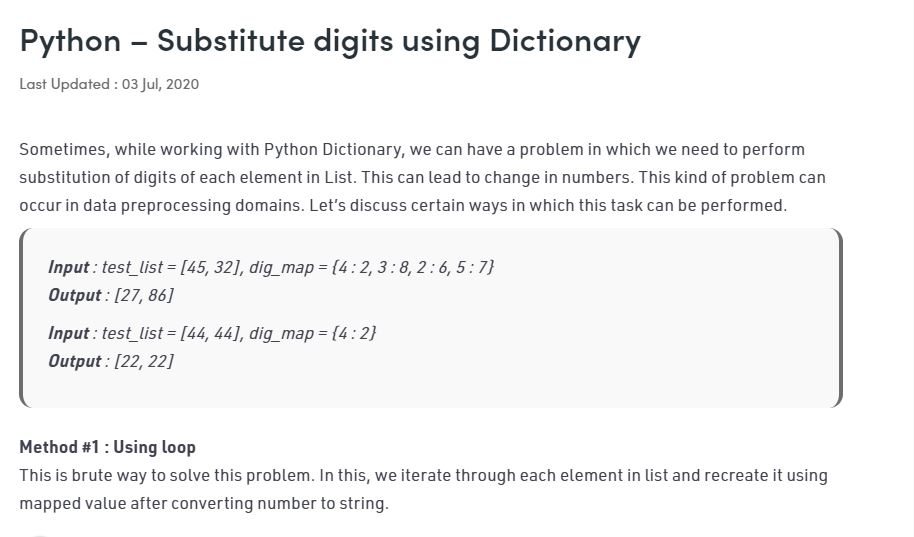 Python – Substitute digits using Dictionary
Last Updated : 03 Jul, 2020
Sometimes, while working with Python Dictionary, we can have a problem in which we need to perform
substitution of digits of each element in List. This can lead to change in numbers. This kind of problem can
occur in data preprocessing domains. Let’s discuss certain ways in which this task can be performed.
Input : test_list = [45, 32], dig_map = {4 : 2, 3 : 8, 2 : 6, 5 : 7}
Output : [27, 86]
Input : test_list = [44, 44], dig_map = {4 : 2}
Output : [22, 22]
Method #1 : Using loop
This is brute way to solve this problem. In this, we iterate through each element in list and recreate it using
mapped value after converting number to string.